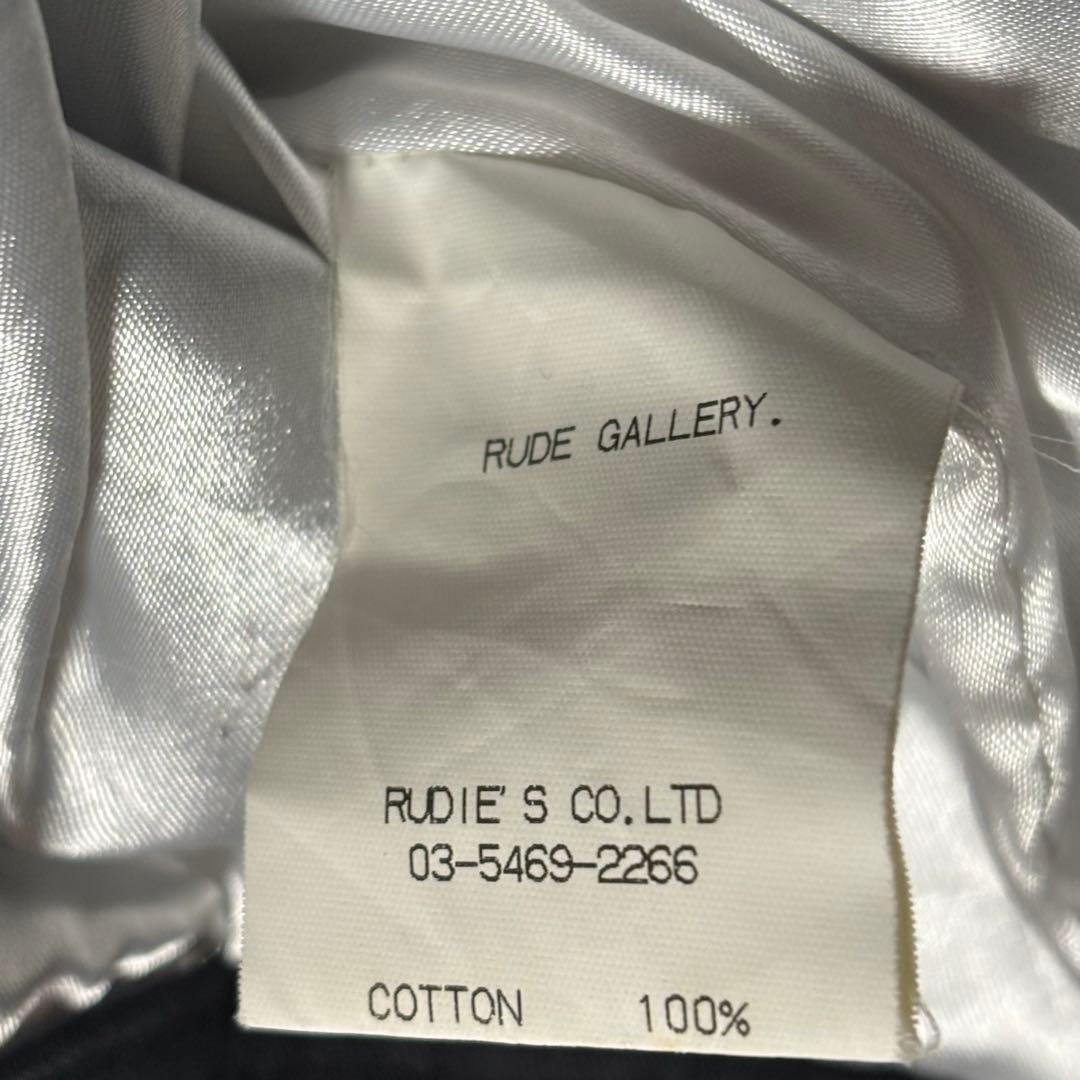 RUDE GALLERY.
RUDIE'S CO.LTD
03-5469-2266
COTTON 100%